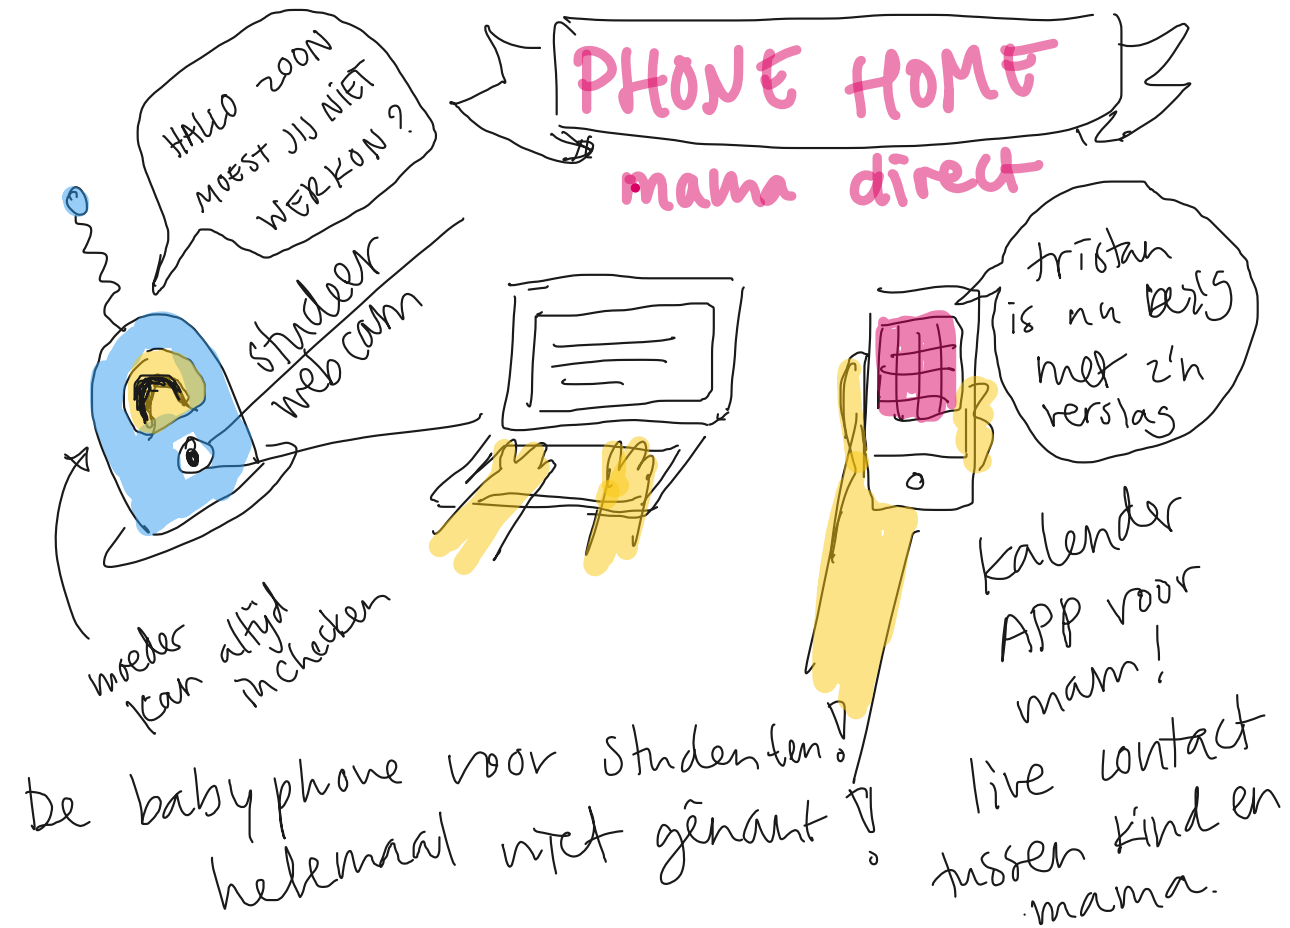 PHONE HOME
mama direct
HALLO ZOON
MOEST JIJ NIET
WERKON?
studeer
webcam
tristan
is nu bezig
met z'n
verslag
moeder
kan altijd
inchecken
kalender
APP voor
mam!
live contact
tussen kind en
mama.
De babyphone voor studenten!
helemaal niet gênant!